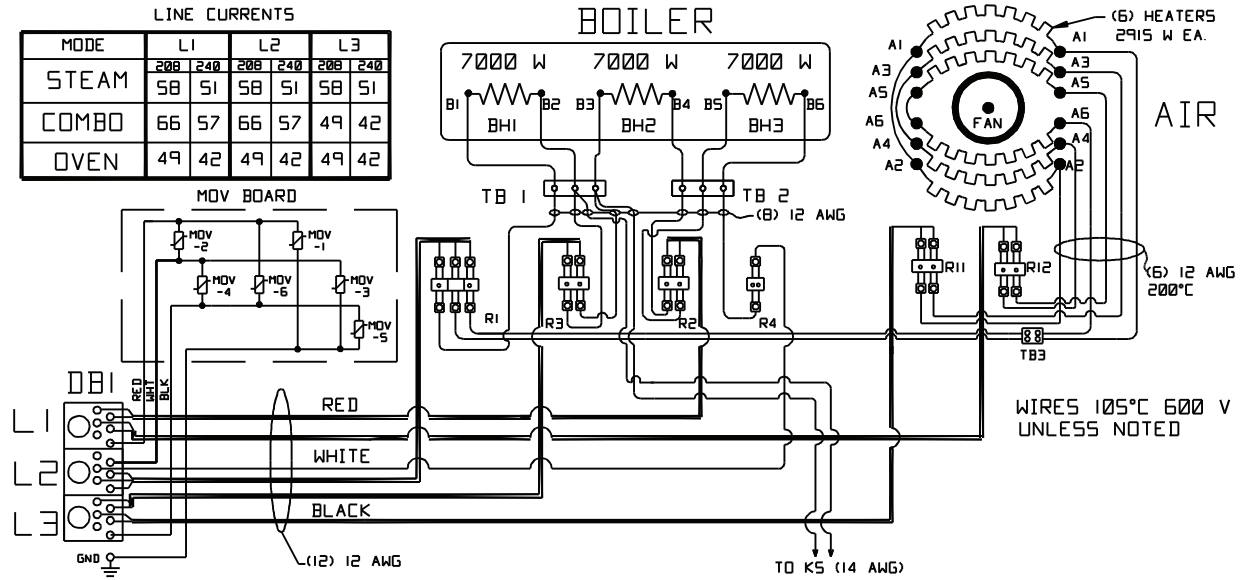 LINE CURRENTS
MODE L1 L2 L3
208 240 208 240 208 240
STEAM 58 51 58 51 58 51
COMBO 66 57 66 57 49 42
OVEN 49 42 49 42 49 42
BOILER
7000 W 7000 W 7000 W
B1 B2 B3 B4 B5 B6
BH1 BH2 BH3
TB 1 TB 2
(8) 12 AWG
(6) HEATERS
2915 W EA.
A1 A1
A3 A3
A5 A5
A6 A6
A4 A4
A2 A2
FAN
AIR
MOV BOARD
MOV
-2
MOV
-1
MOV
-4
MOV
-6
MOV
-3
MOV
-5
R1 R3 R2 R4
R11 R12
(6) 12 AWG
200°C
TB3
DB1
RED
WHT
BLK
L1
L2
L3
RED
WHITE
BLACK
GND
(12) 12 AWG
TO K5 (14 AWG)
WIRES 105°C 600 V
UNLESS NOTED